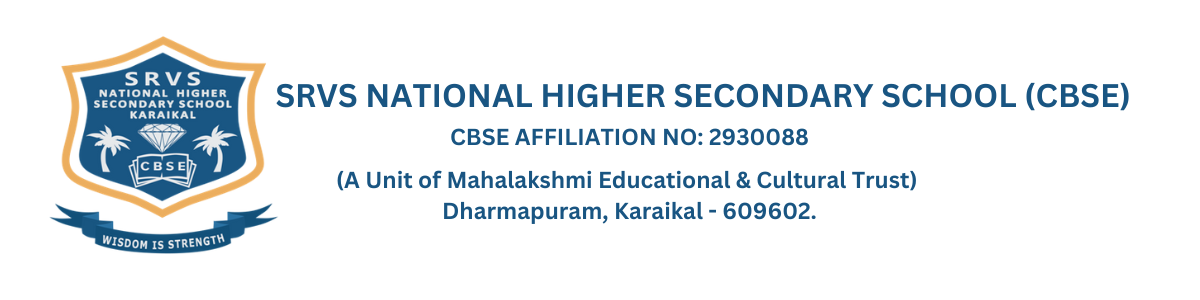 SRVS
NATIONAL HIGHER
SECONDARY SCHOOL
KARAIKAL
CBSE
WISDOM IS STRENGTH
SRVS NATIONAL HIGHER SECONDARY SCHOOL (CBSE)
CBSE AFFILIATION NO: 2930088
(A Unit of Mahalakshmi Educational & Cultural Trust)
Dharmapuram, Karaikal - 609602.